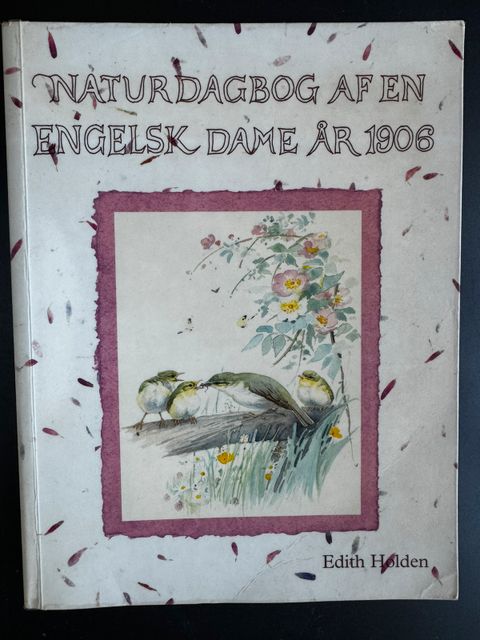 NATURDAGBOG AF EN
ENGELSK DAME ÅR 1906
Edith Holden